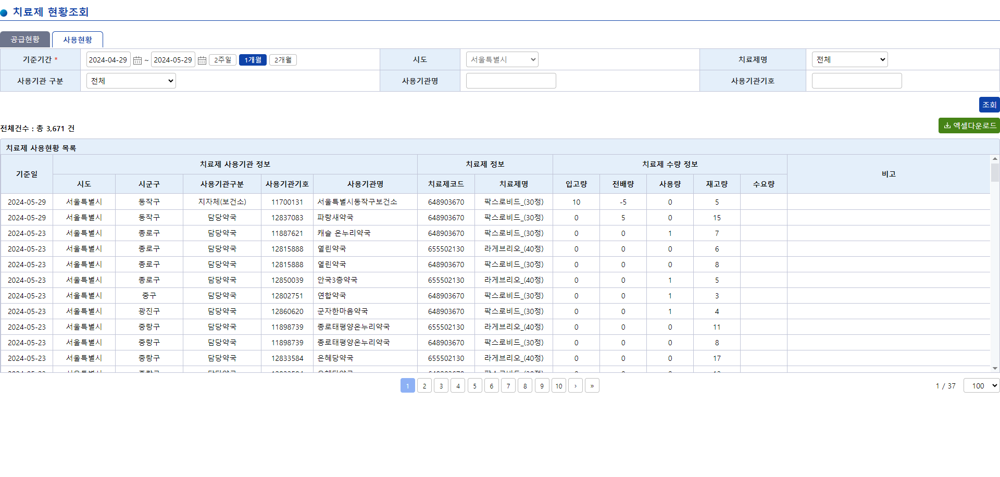 치료제 현황조회
공급현황 사용현황
기준기간 * 2024-04-29 ~ 2024-05-29 2주일 1개월 2개월 시도 서울특별시 치료제명 전체
사용기관 구분 전체 사용기관명 사용기관기호
조회
전체건수 : 총 3,671 건 엑셀다운로드
치료제 사용현황 목록
기준일 치료제 사용기관 정보 치료제 정보 치료제 수량 정보 비고
시도 시군구 사용기관구분 사용기관기호 사용기관명 치료제코드 치료제명 입고량 전배량 사용량 재고량 수요량
2024-05-29 서울특별시 동작구 지자체(보건소) 11700131 서울특별시동작구보건소 648903670 팍스로비드_(30정) 10 -5 0 5
2024-05-29 서울특별시 동작구 담당약국 12837083 파랑새약국 648903670 팍스로비드_(30정) 0 5 0 15
2024-05-23 서울특별시 종로구 담당약국 11887621 캐슬 온누리약국 648903670 팍스로비드_(30정) 0 0 1 7
2024-05-23 서울특별시 종로구 담당약국 12815888 열린약국 655502130 라게브리오_(40정) 0 0 0 6
2024-05-23 서울특별시 종로구 담당약국 12815888 열린약국 648903670 팍스로비드_(30정) 0 0 0 8
2024-05-23 서울특별시 종로구 담당약국 12850039 안국3층약국 655502130 라게브리오_(40정) 0 0 1 5
2024-05-23 서울특별시 중구 담당약국 12802751 연합약국 648903670 팍스로비드_(30정) 0 0 1 3
2024-05-23 서울특별시 광진구 담당약국 12860620 군자한마음약국 648903670 팍스로비드_(30정) 0 0 1 4
2024-05-23 서울특별시 중랑구 담당약국 11898739 종로태평양온누리약국 655502130 라게브리오_(40정) 0 0 0 11
2024-05-23 서울특별시 중랑구 담당약국 11898739 종로태평양온누리약국 648903670 팍스로비드_(30정) 0 0 0 8
2024-05-23 서울특별시 중랑구 담당약국 12833584 은혜당약국 655502130 라게브리오_(40정) 0 0 0 17
1 2 3 4 5 6 7 8 9 10 › » 1 / 37 100